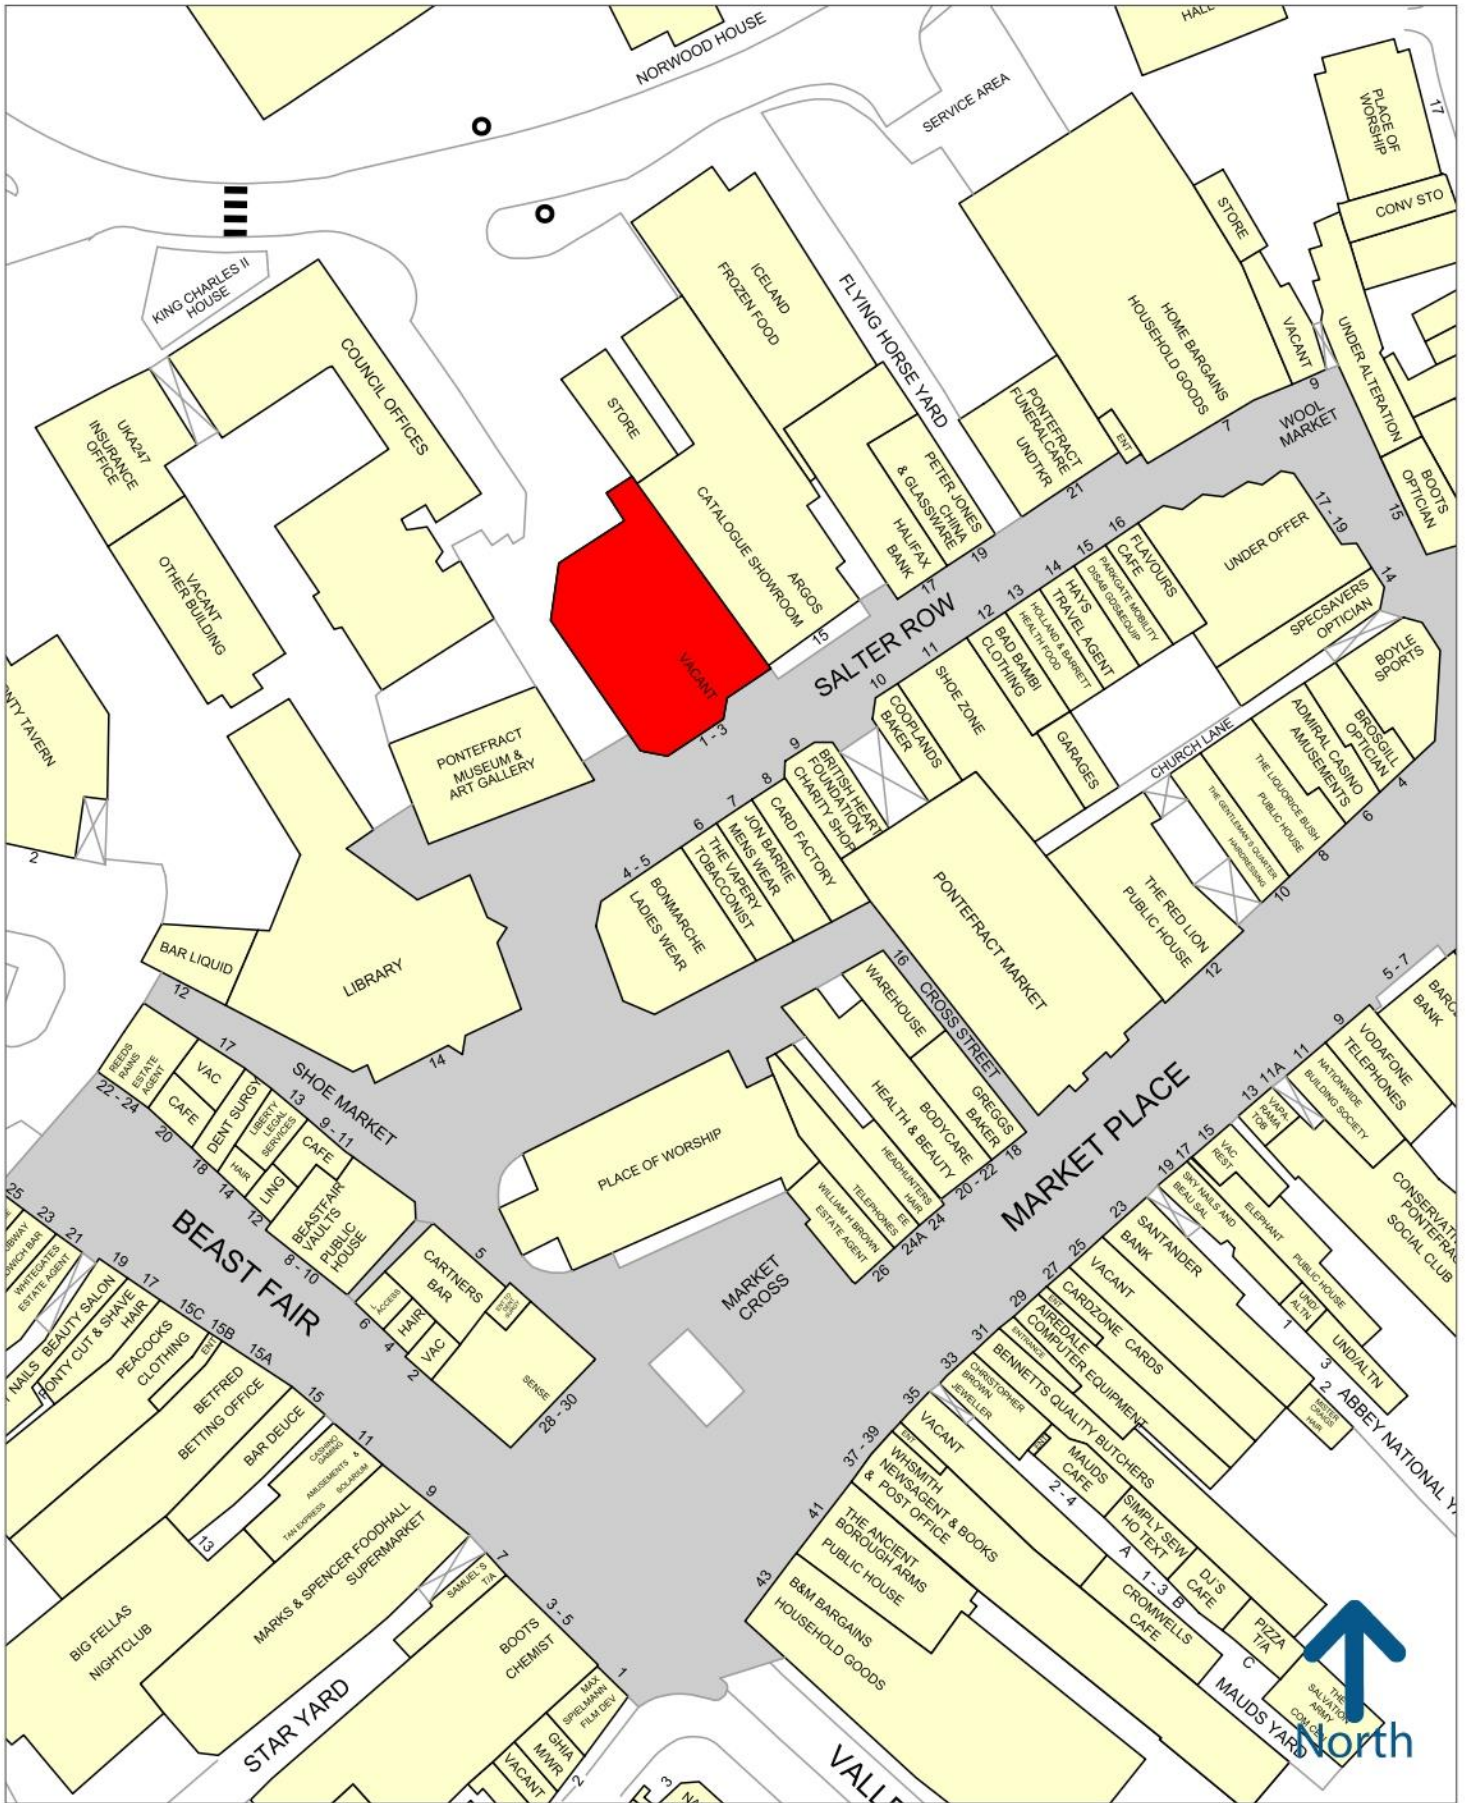 NORWOOD HOUSE
HALL
SERVICE AREA
PLACE OF
WORSHIP
17
CONV STO
STORE
KING CHARLES II
HOUSE
COUNCIL OFFICES
ICELAND
FROZEN FOOD
FLYING HORSE YARD
HOME BARGAINS
HOUSEHOLD GOODS
VACANT
9
UNDER ALTERATION
WOOL
MARKET
7
UKA247
INSURANCE
OFFICE
VACANT
OTHER BUILDING
STORE
ARGOS
CATALOGUE SHOWROOM
15
PETER JONES
CHINA
& GLASSWARE
19
HALIFAX
BANK
17
PONTEFRACT
FUNERALCARE
UNDTKR
21
ENT
BOOTS
OPTICIAN
15
VACANT
1 - 3
SALTER ROW
PONTEFRACT
MUSEUM &
ART GALLERY
UNDER OFFER
17 - 19
SPECSAVERS
OPTICIAN
14
FLAVOURS
CAFE
16
PARKGATE MOBILITY
DISAB GDS&EQUIP
15
HAYS
TRAVEL AGENT
14
HOLLAND & BARRETT
HEALTH FOOD
13
BAD BAMBI
CLOTHING
12
SHOE ZONE
11
COOPLANDS
BAKER
10
GARAGES
CHURCH LANE
BOYLE
SPORTS
BROSGILL
OPTICIAN
4
ADMIRAL CASINO
AMUSEMENTS
6
THE LIQUORICE BUSH
PUBLIC HOUSE
8
THE GENTLEMAN'S QUARTER
HAIRDRESSING
10
THE RED LION
PUBLIC HOUSE
12
PONTEFRACT MARKET
BRITISH HEART
FOUNDATION
CHARITY SHOP
9
CARD FACTORY
8
JON BARRIE
MENS WEAR
7
THE VAPERY
TOBACCONIST
6
BONMARCHE
LADIES WEAR
4 - 5
NTY TAVERN
2
BAR LIQUID
12
LIBRARY
14
WAREHOUSE
16
CROSS STREET
GREGGS
BAKER
18
BODYCARE
HEALTH & BEAUTY
20 - 22
HEADHUNTERS
HAIR
24
EE
TELEPHONES
24A
WILLIAM H BROWN
ESTATE AGENT
26
PLACE OF WORSHIP
MARKET PLACE
MARKET
CROSS
SHOE MARKET
REEDS
RAINS
ESTATE
AGENT
22 - 24
VAC
17
CAFE
20
DENT SURGY
18
LIBERTY
LEGAL
SERVICES
13
HAIR
14
LING
12
CAFE
9 - 11
BEASTFAIR
VAULTS
PUBLIC
HOUSE
8 - 10
BEAST FAIR
CARTNERS
BAR
5
ACCESS
6
HAIR
4
VAC
2
SENSE
28 - 30
25
23
21
WHITEGATES
ESTATE AGENT
NAILS
BEAUTY SALON
19
PONTY CUT & SHAVE
HAIR
17
PEACOCKS
CLOTHING
15C
ENT
15B
BETFRED
BETTING OFFICE
15A
BAR DEUCE
15
CASHINO
GAMING
AMUSEMENTS &
TAN EXPRESS SOLARIUM
11
13
BIG FELLAS
NIGHTCLUB
MARKS & SPENCER FOODHALL
SUPERMARKET
9
SAMUEL'S
T/A
7
BOOTS
CHEMIST
3 - 5
MAX
SPIELMANN
FILM DEV
1
GHIA
M/WR
VACANT
2
3
STAR YARD
5 - 7
BANK
VODAFONE
TELEPHONES
9
NATIONWIDE
BUILDING SOCIETY
11
11A
VAPA-
RAMA
TOB
13
CONSERVAT
PONTEFRA
SOCIAL CLUB
VAC
REST
15
ELEPHANT
PUBLIC HOUSE
17
SKY NAILS AND
BEAU SAL
19
SANTANDER
BANK
23
VACANT
25
CARDZONE CARDS
27
ENT
AIREDALE
COMPUTER EQUIPMENT
29
ENTRANCE
BENNETTS QUALITY BUTCHERS
31
CHRISTOPHER
BROWN
JEWELLER
33
UND/
ALTN
1
UND/ALTN
3
2
MISTER
CRAIGS
HAIR
ABBEY NATIONAL Y
VACANT
35
ENT
WHSMITH
NEWSAGENT & BOOKS
& POST OFFICE
37 - 39
THE ANCIENT
BOROUGH ARMS
PUBLIC HOUSE
41
B&M BARGAINS
HOUSEHOLD GOODS
43
MAUDS
CAFE
2 - 4
SIMPLY SEW
HO TEXT
A
DJ'S
CAFE
1 - 3 B
PIZZA
T/A
C
CROMWELLS
CAFE
THE
SALVATION
ARMY
MAUDS YARD
VALLE
North